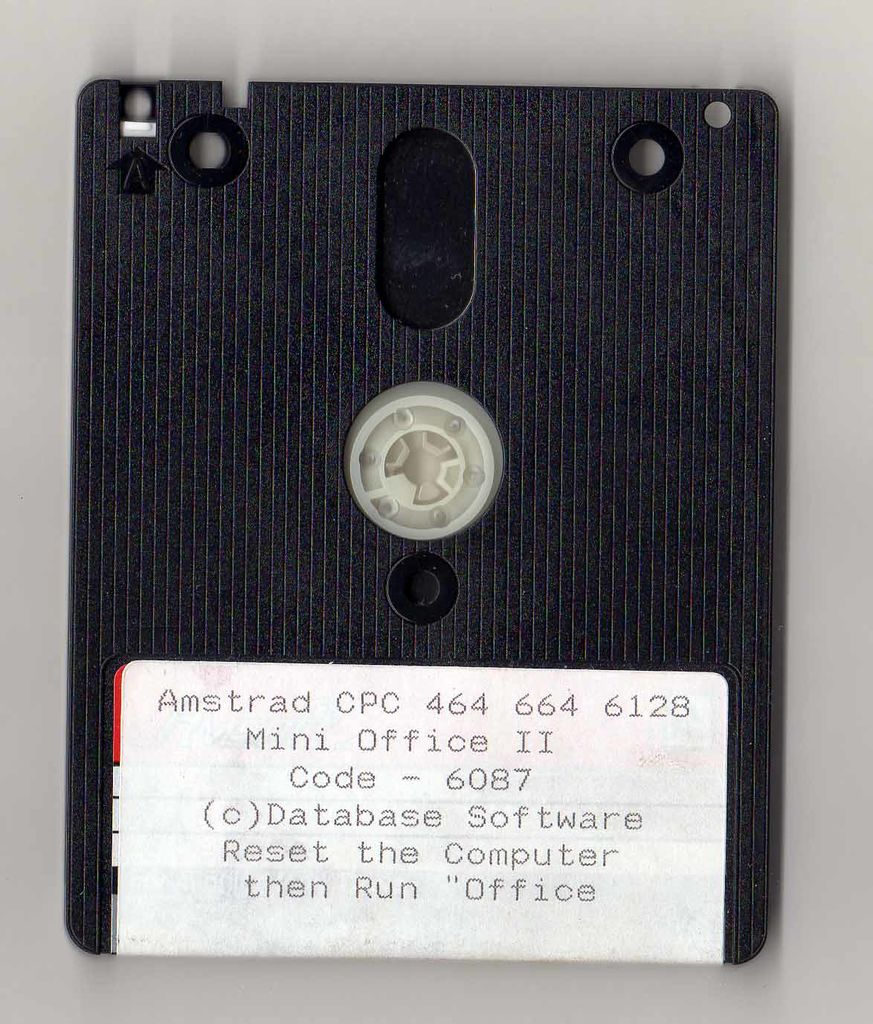 A
Amstrad CPC 464 664 6128
Mini Office II
Code - 6087
(c)Database Software
Reset the Computer
then Run "Office